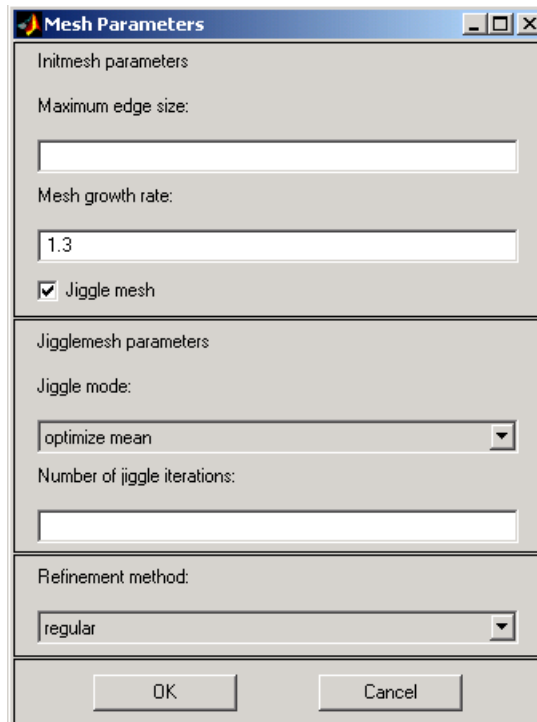 Mesh Parameters
Initmesh parameters
Maximum edge size:
Mesh growth rate:
1.3
Jiggle mesh
Jigglemesh parameters
Jiggle mode:
optimize mean
Number of jiggle iterations:
Refinement method:
regular
OK Cancel